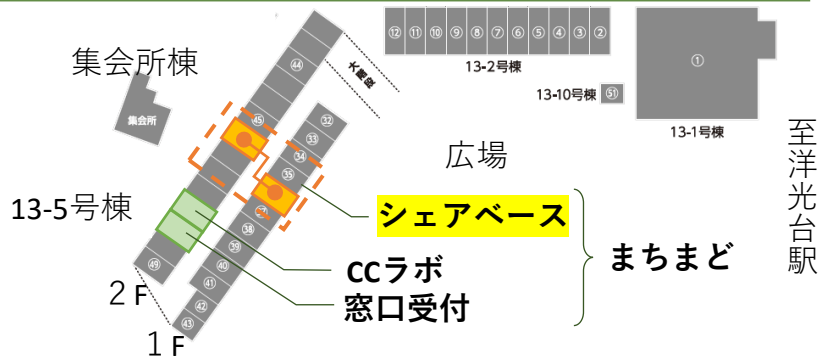 ⑫ ⑪ ⑩ ⑨ ⑧ ⑦ ⑥ ⑤ ④ ③ ②
13-2号棟
①
13-1号棟
13-10号棟 51
至洋光台駅
集会所棟
集会所
大階段
㊹
㊺
㉜
㉝
㉞
㉟
広場
13-5号棟
シェアベース
㊲
㊳
㊴
㊵
㊶
㊷
㊸
㊾
CCラボ
窓口受付
まちまど
2F
1F